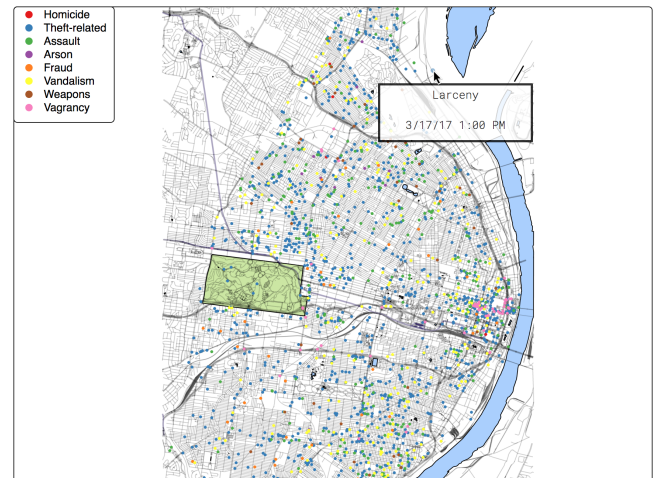 Homicide
Theft-related
Assault
Arson
Fraud
Vandalism
Weapons
Vagrancy
Larceny
3/17/17 1:00 PM